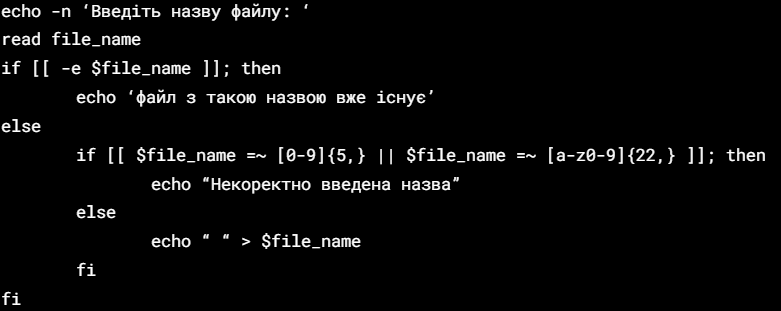 echo -n ‘Введіть назву файлу: ‘
read file_name
if [[ -e $file_name ]]; then
echo ‘файл з такою назвою вже існує’
else
if [[ $file_name =~ [0-9]{5,} || $file_name =~ [a-z0-9]{22,} ]]; then
echo “Некоректно введена назва”
else
echo “ “ > $file_name
fi
fi